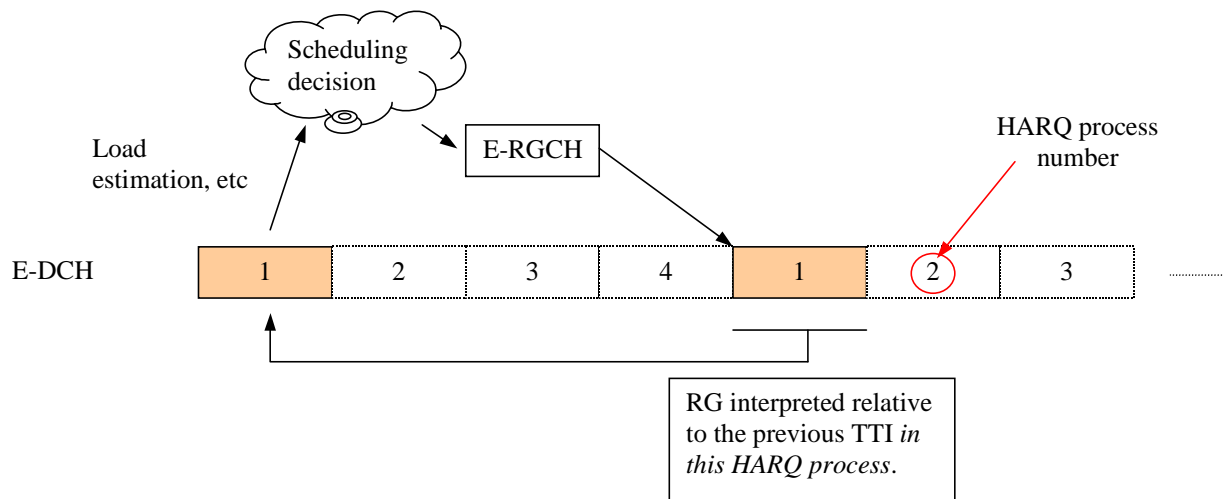 Scheduling
decision
E-RGCH
HARQ process
number
Load
estimation, etc
E-DCH
1 2 3 4 1 2 3
RG interpreted relative
to the previous TTI in
this HARQ process.